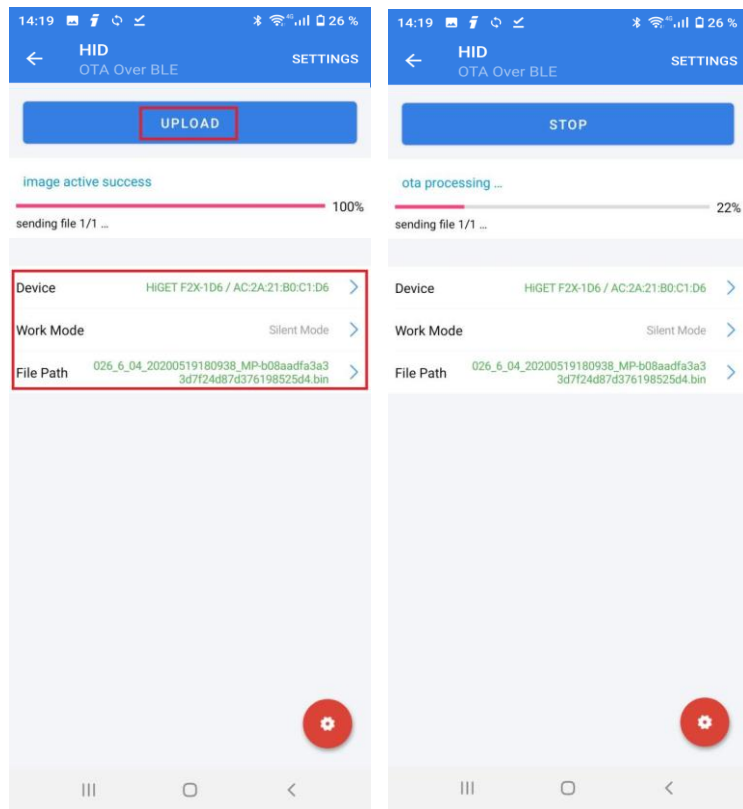 14:19 26 %
HID
OTA Over BLE
SETTINGS
UPLOAD
image active success
100%
sending file 1/1 ...
Device HiGET F2X-1D6 / AC:2A:21:B0:C1:D6
Work Mode Silent Mode
File Path 026_6_04_20200519180938_MP-b08aadfa3a3
3d7f24d87d376198525d4.bin
14:19 26 %
HID
OTA Over BLE
SETTINGS
STOP
ota processing ...
22%
sending file 1/1 ...
Device HiGET F2X-1D6 / AC:2A:21:B0:C1:D6
Work Mode Silent Mode
File Path 026_6_04_20200519180938_MP-b08aadfa3a3
3d7f24d87d376198525d4.bin